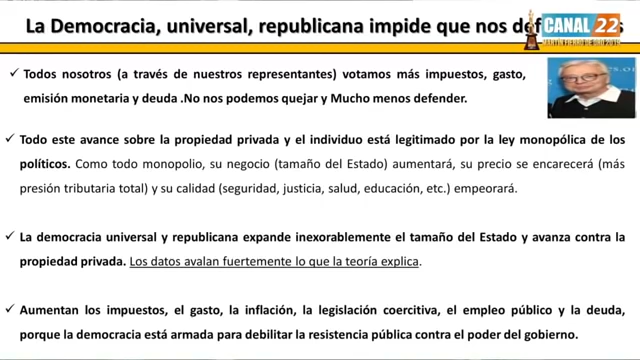 La Democracia, universal, republicana impide que nos
CANAL 22
MARTÍN FIERRO DE ORO 2019
✓ Todos nosotros (a través de nuestros representantes) votamos más impuestos, gasto,
emisión monetaria y deuda .No nos podemos quejar y Mucho menos defender.
✓ Todo este avance sobre la propiedad privada y el individuo está legitimado por la ley monopólica de los
políticos. Como todo monopolio, su negocio (tamaño del Estado) aumentará, su precio se encarecerá (más
presión tributaria total) y su calidad (seguridad, justicia, salud, educación, etc.) empeorará.
✓ La democracia universal y republicana expande inexorablemente el tamaño del Estado y avanza contra la
propiedad privada. Los datos avalan fuertemente lo que la teoría explica.
✓ Aumentan los impuestos, el gasto, la inflación, la legislación coercitiva, el empleo público y la deuda,
porque la democracia está armada para debilitar la resistencia pública contra el poder del gobierno.